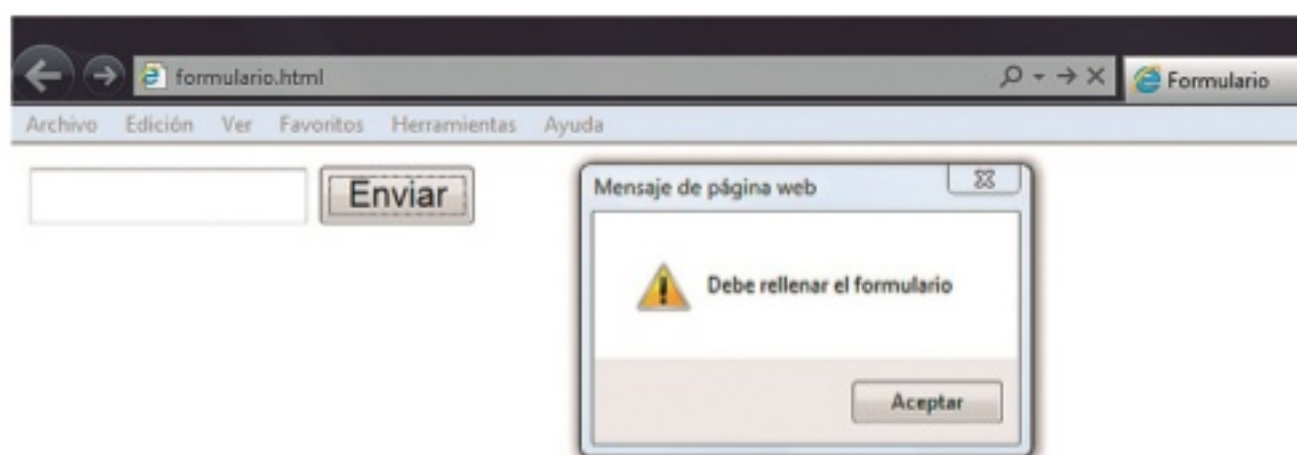 formulario.html
Formulario
Archivo Edición Ver Favoritos Herramientas Ayuda
Enviar
Mensaje de página web
Debe rellenar el formulario
Aceptar